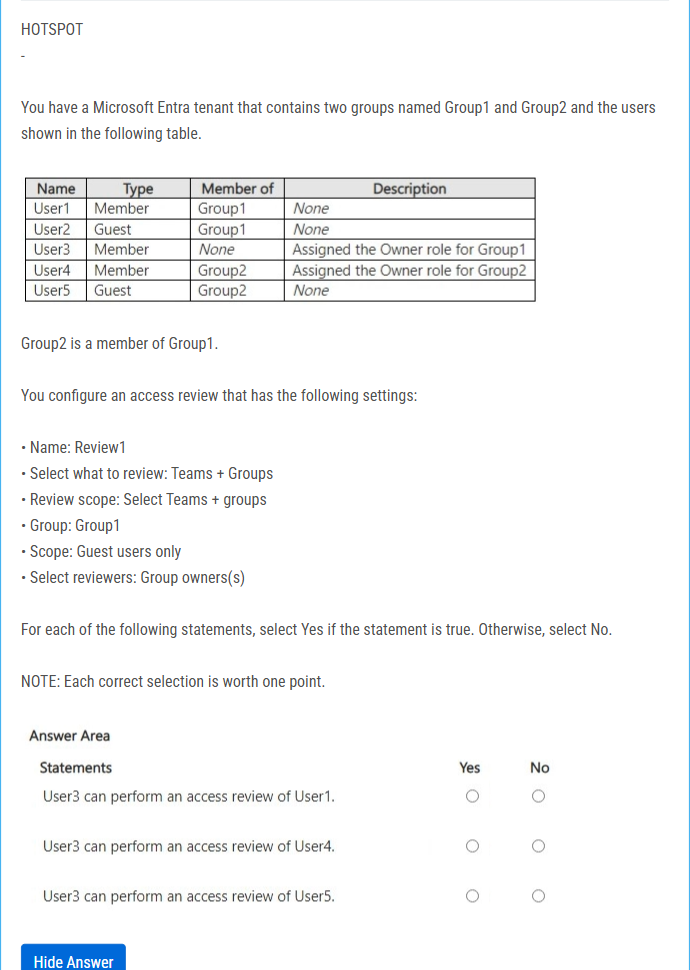 HOTSPOT
-
You have a Microsoft Entra tenant that contains two groups named Group1 and Group2 and the users
shown in the following table.
Name Type Member of Description
User1 Member Group1 None
User2 Guest Group1 None
User3 Member None Assigned the Owner role for Group1
User4 Member Group2 Assigned the Owner role for Group2
User5 Guest Group2 None
Group2 is a member of Group1.
You configure an access review that has the following settings:
• Name: Review1
• Select what to review: Teams + Groups
• Review scope: Select Teams + groups
• Group: Group1
• Scope: Guest users only
• Select reviewers: Group owners(s)
For each of the following statements, select Yes if the statement is true. Otherwise, select No.
NOTE: Each correct selection is worth one point.
Answer Area
Statements Yes No
User3 can perform an access review of User1.
User3 can perform an access review of User4.
User3 can perform an access review of User5.
Hide Answer